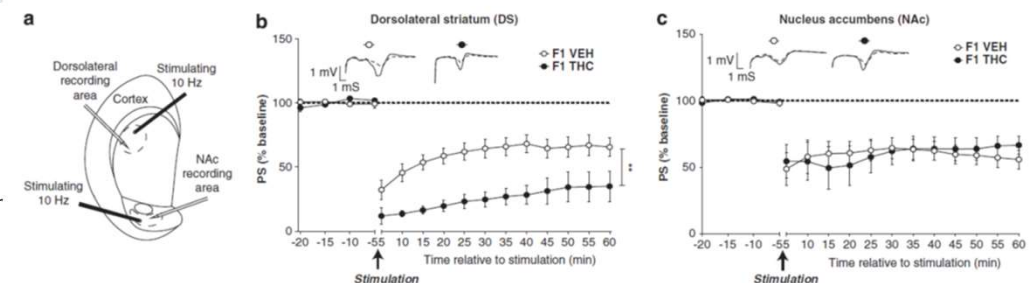 a
Dorsolateral
recording
area
Stimulating
10 Hz
Cortex
NAc
recording
area
Stimulating
10 Hz
b
Dorsolateral striatum (DS)
150
100
50
0
PS (% baseline)
1 mV
1 mS
F1 VEH
F1 THC
**
-20 -15 -10 -5 5 10 15 20 25 30 35 40 45 50 55 60
Time relative to stimulation (min)
Stimulation
c
Nucleus accumbens (NAc)
150
100
50
0
PS (% baseline)
1 mV
1 mS
F1 VEH
F1 THC
-20 -15 -10 -5 5 10 15 20 25 30 35 40 45 50 55 60
Time relative to stimulation (min)
Stimulation